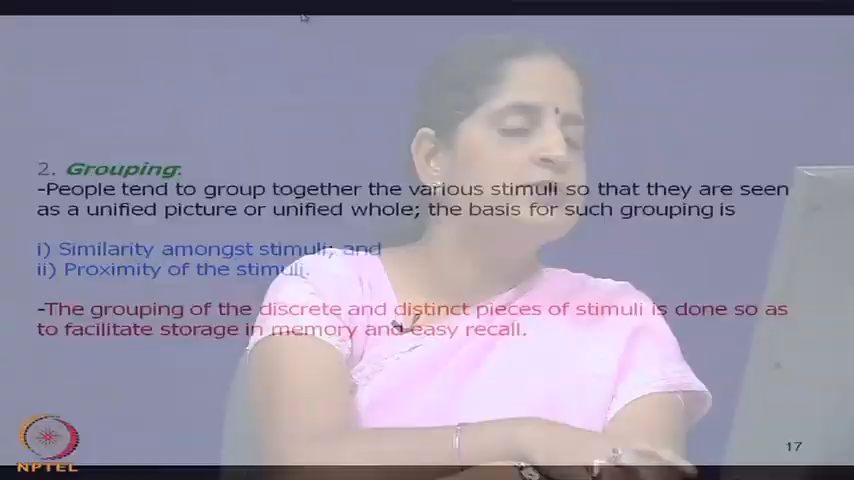 2. Grouping:
-People tend to group together the various stimuli so that they are seen
as a unified picture or unified whole; the basis for such grouping is
i) Similarity amongst stimuli; and
ii) Proximity of the stimuli.
-The grouping of the discrete and distinct pieces of stimuli is done so as
to facilitate storage in memory and easy recall.
17
NPTEL